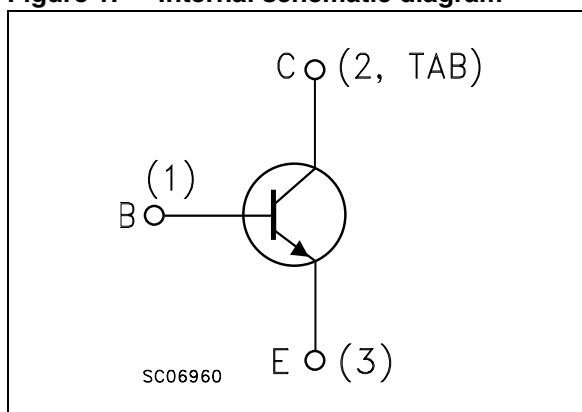 Figure 1. Internal schematic diagram
C (2, TAB)
(1)
B
E (3)
SC06960